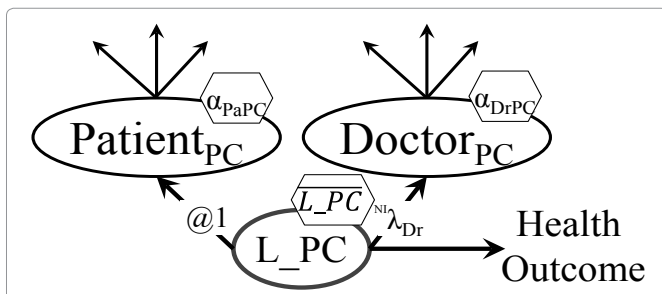 α_PaPC
α_DrPC
Patient_PC
Doctor_PC
L_PC
@1
NI λ_Dr
L_PC
Health
Outcome